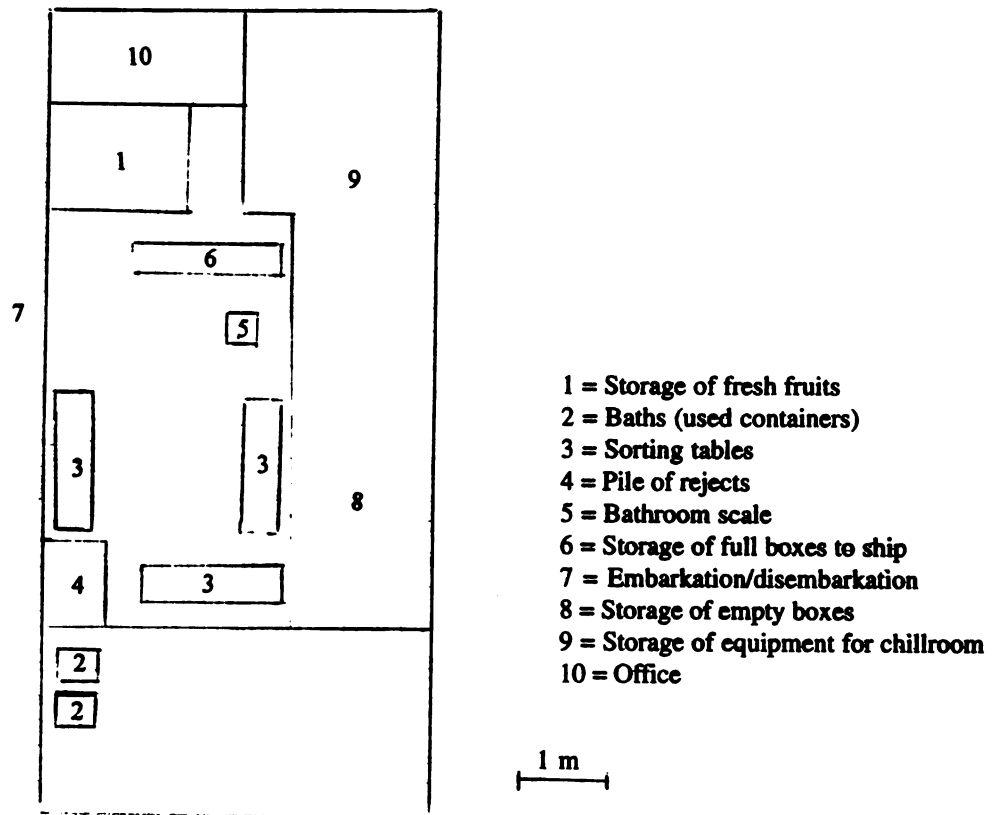 10
1
9
6
7
5
3
3
8
4
3
2
2
1 = Storage of fresh fruits
2 = Baths (used containers)
3 = Sorting tables
4 = Pile of rejects
5 = Bathroom scale
6 = Storage of full boxes to ship
7 = Embarkation/disembarkation
8 = Storage of empty boxes
9 = Storage of equipment for chillroom
10 = Office
1 m